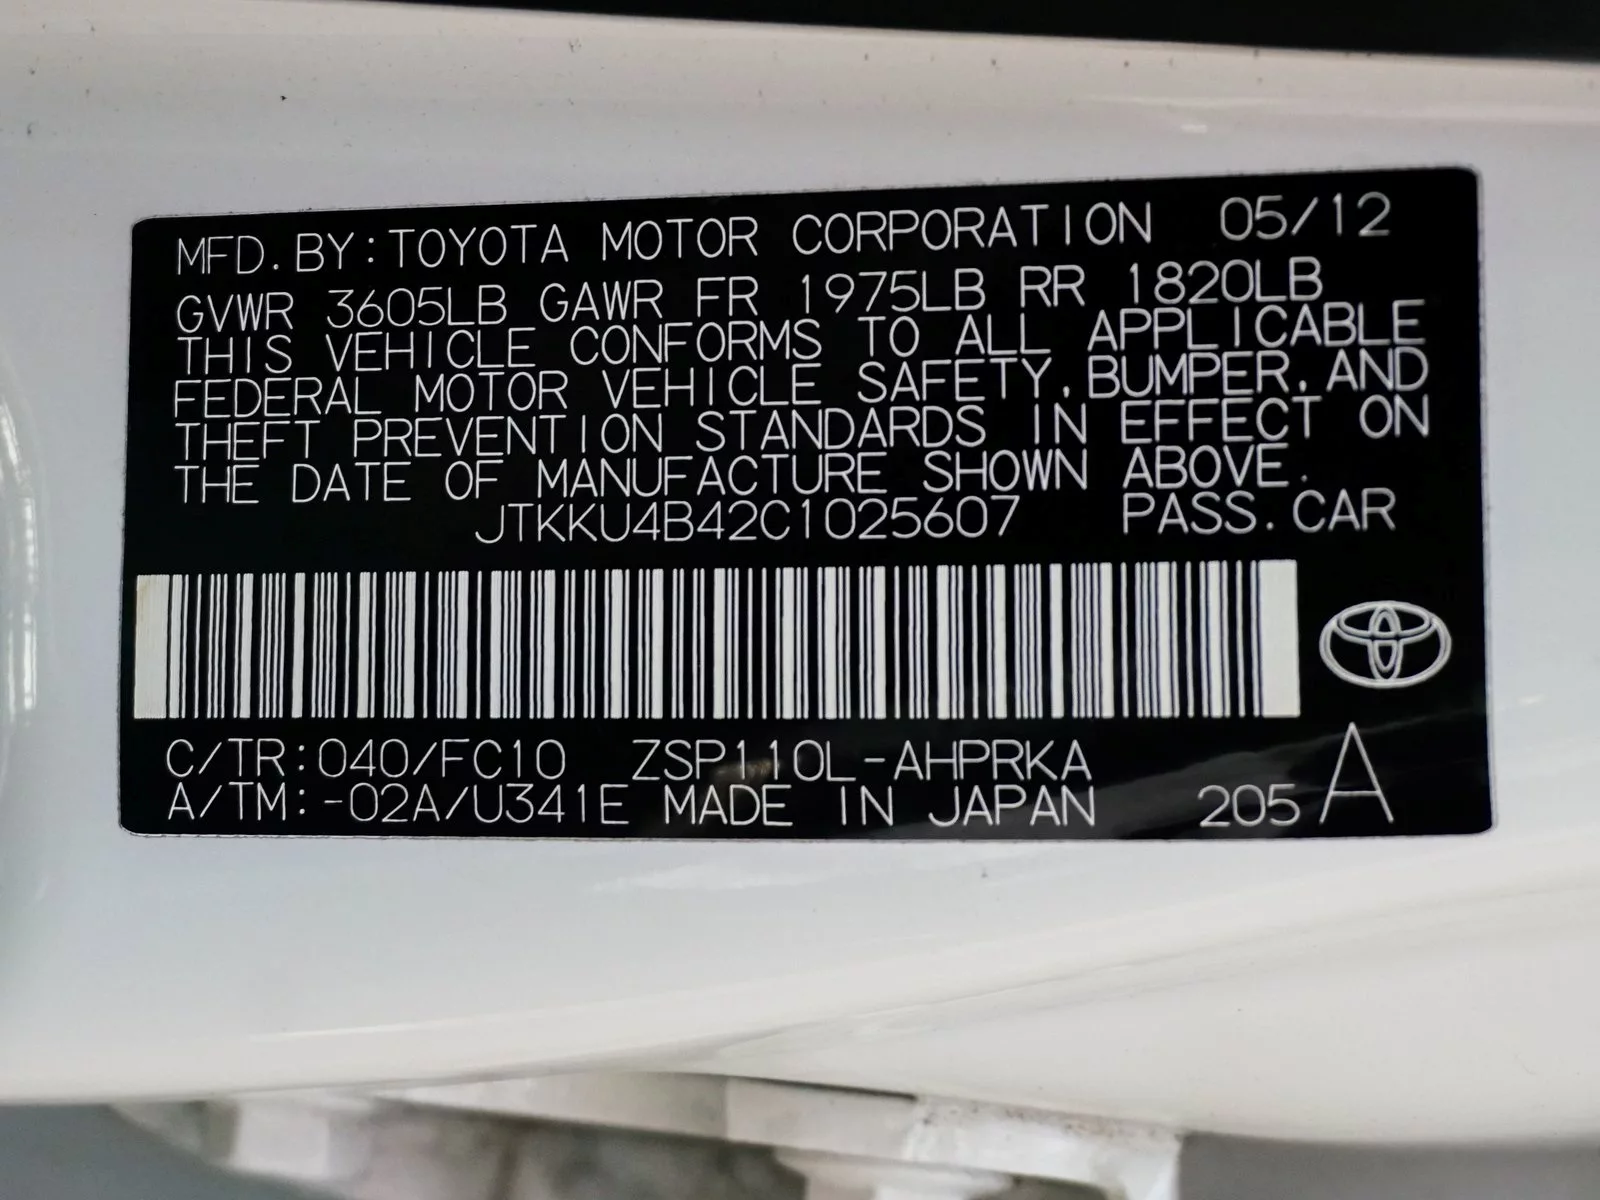 MFD. BY: TOYOTA MOTOR CORPORATION 05/12
GVWR 3605LB GAWR FR 1975LB RR 1820LB
THIS VEHICLE CONFORMS TO ALL APPLICABLE
FEDERAL MOTOR VEHICLE SAFETY, BUMPER, AND
THEFT PREVENTION STANDARDS IN EFFECT ON
THE DATE OF MANUFACTURE SHOWN ABOVE.
JTKKU4B42C1025607 PASS. CAR
C/TR: 040/FC10 ZSP110L-AHPRKA
A/TM: -02A/U341E MADE IN JAPAN 205 A